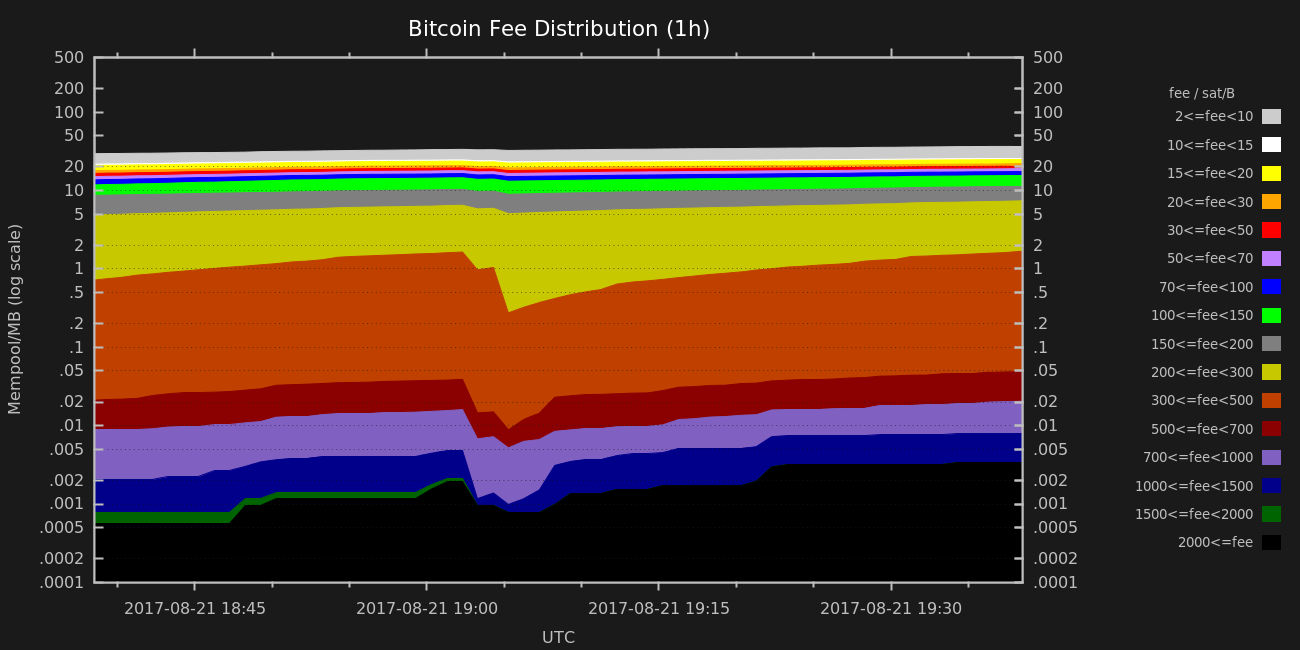 Bitcoin Fee Distribution (1h)
Mempool/MB (log scale)
500
200
100
50
20
10
5
2
1
.5
.2
.1
.05
.02
.01
.005
.002
.001
.0005
.0002
.0001
500
200
100
50
20
10
5
2
1
.5
.2
.1
.05
.02
.01
.005
.002
.001
.0005
.0002
.0001
2017-08-21 18:45
2017-08-21 19:00
2017-08-21 19:15
2017-08-21 19:30
UTC
fee / sat/B
2<=fee<10
10<=fee<15
15<=fee<20
20<=fee<30
30<=fee<50
50<=fee<70
70<=fee<100
100<=fee<150
150<=fee<200
200<=fee<300
300<=fee<500
500<=fee<700
700<=fee<1000
1000<=fee<1500
1500<=fee<2000
2000<=fee